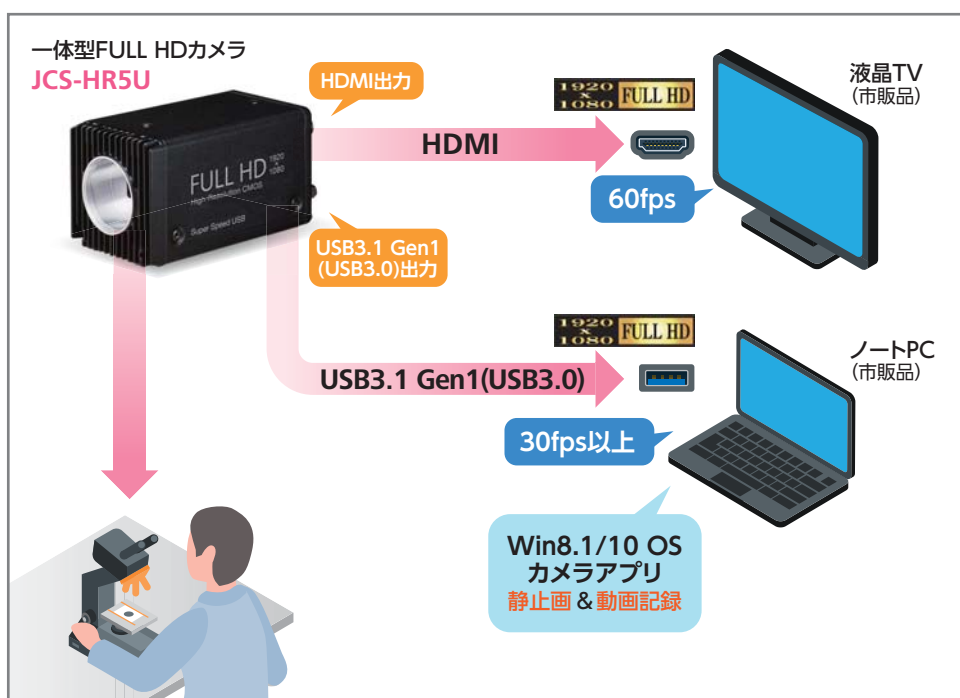 一体型FULL HDカメラ
JCS-HR5U
HDMI出力
1920
x
1080
FULL HD
HDMI
液晶TV
(市販品)
60fps
FULL HD
1920
×
1080
High Resolution CMOS
Super Speed USB
USB3.1 Gen1
(USB3.0)出力
1920
x
1080
FULL HD
USB3.1 Gen1(USB3.0)
ノートPC
(市販品)
30fps以上
Win8.1/10 OS
カメラアプリ
静止画 & 動画記録